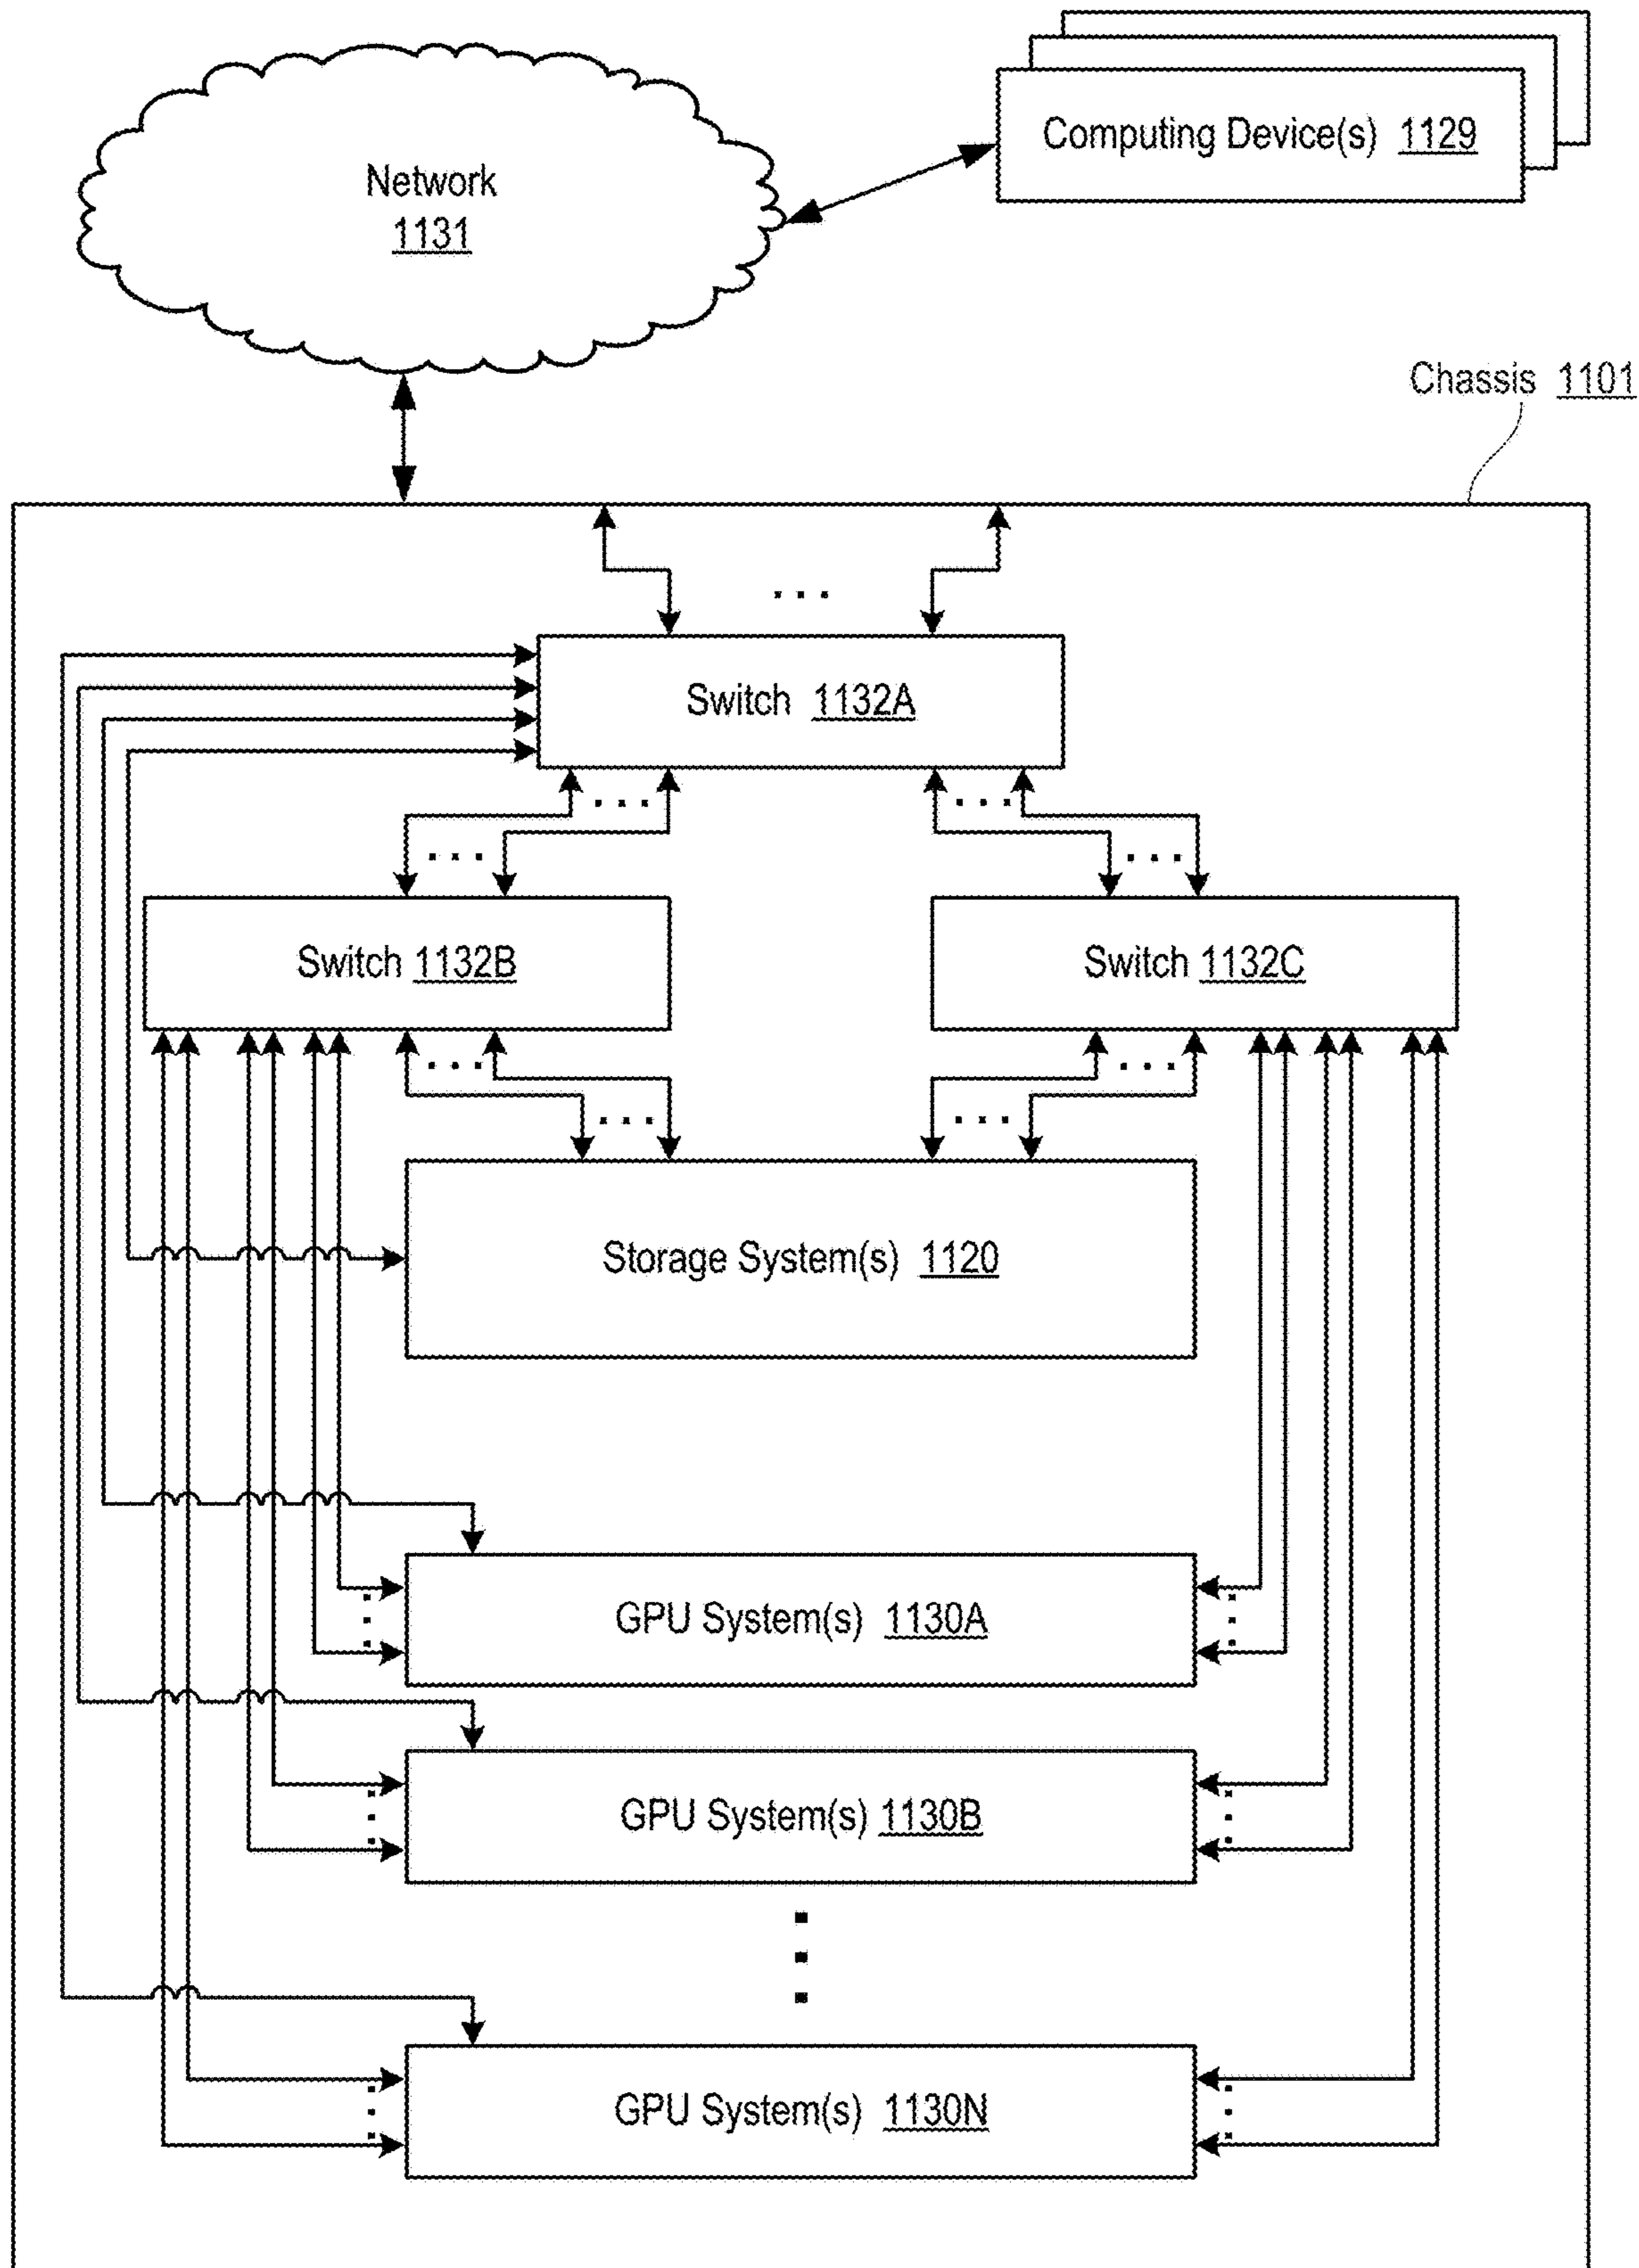 Computing Device(s) 1129
Network
1131
Chassis 1101
Switch 1132A
Switch 1132B
Switch 1132C
Storage System(s) 1120
GPU System(s) 1130A
GPU System(s) 1130B
GPU System(s) 1130N